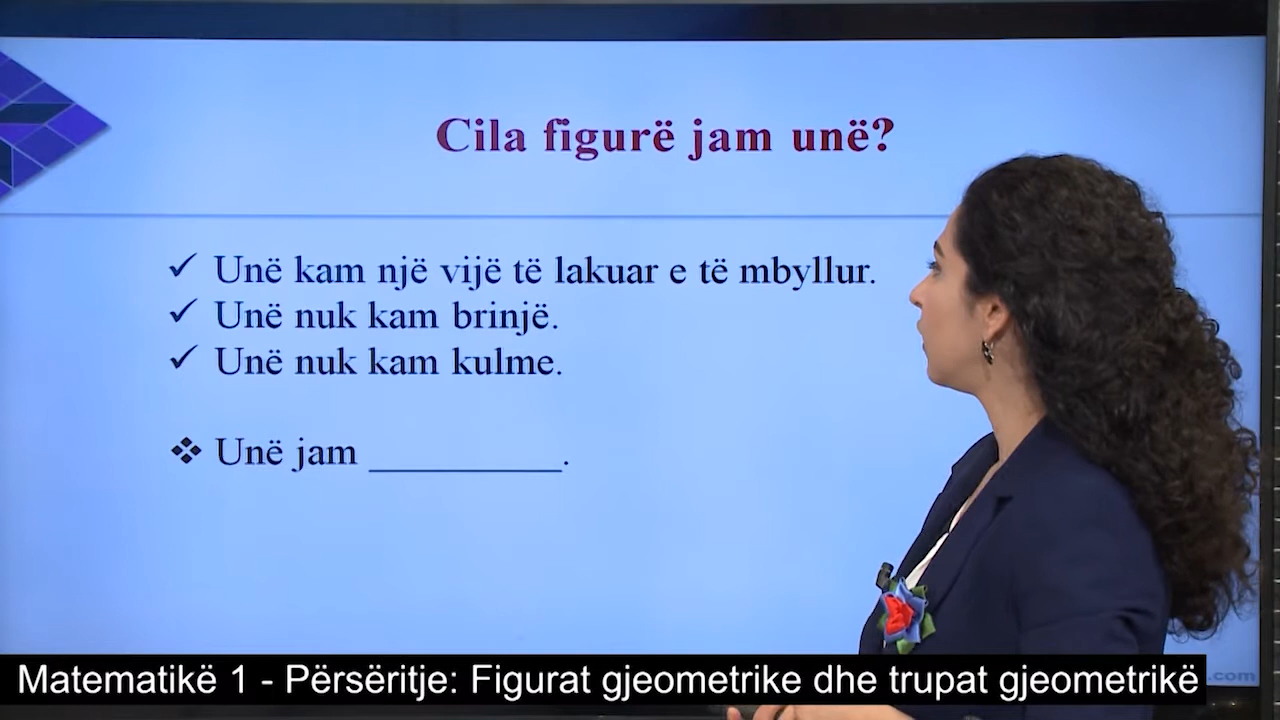 Cila figurë jam unë?
Unë kam një vijë të lakuar e të mbyllur.
Unë nuk kam brinjë.
Unë nuk kam kulme.
Unë jam __________.
Matematikë 1 - Përsëritje: Figurat gjeometrike dhe trupat gjeometrikë
.com